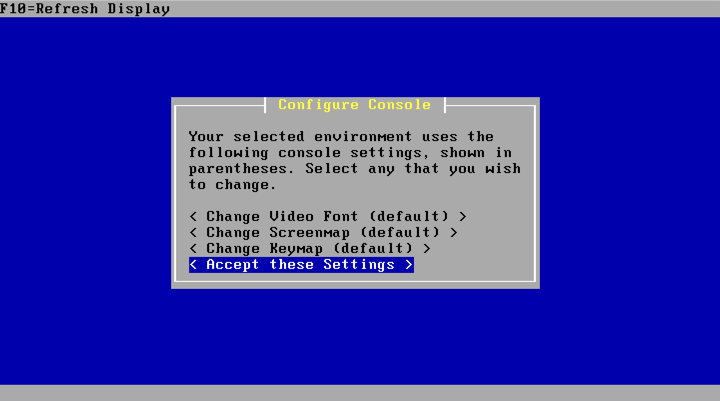 F10=Refresh Display
Configure Console
Your selected environment uses the
following console settings, shown in
parentheses. Select any that you wish
to change.
< Change Video Font (default) >
< Change Screenmap (default) >
< Change Keymap (default) >
< Accept these Settings >